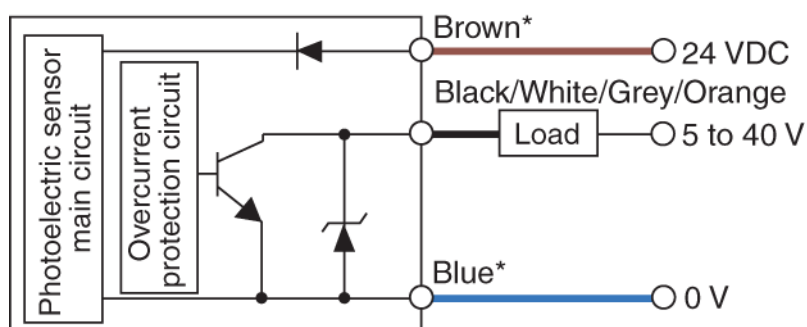 Photoelectric sensor
main circuit
Overcurrent
protection circuit
Brown*
24 VDC
Black/White/Grey/Orange
Load
5 to 40 V
Blue*
0 V